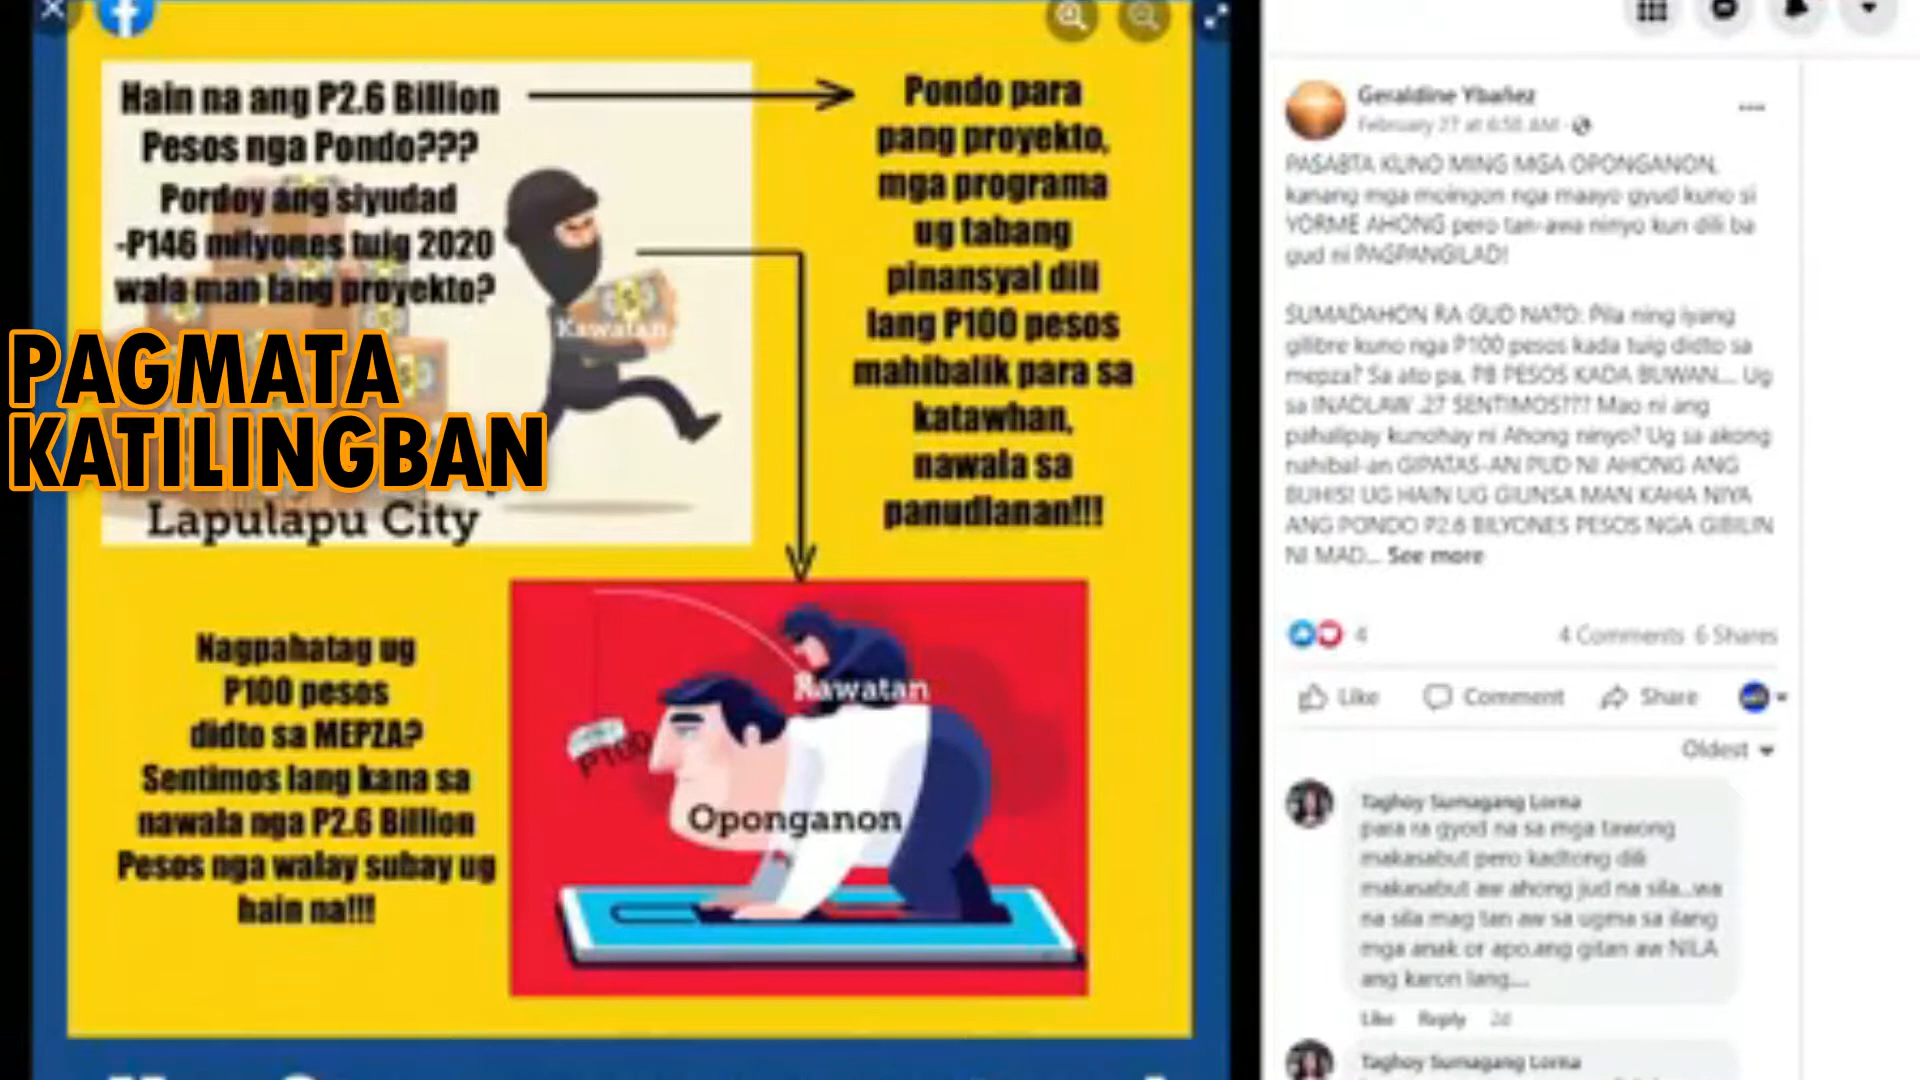 Hain na ang P2.6 Billion
Pesos nga Pondo???
Pordoy ang siyudad
-P146 milyones tuig 2020
wala man lang proyekto?
Kawatan
PAGMATA
KATILINGBAN
Lapulapu City
Pondo para
pang proyekto,
mga programa
ug tabang
pinansyal dili
lang P100 pesos
mahibalik para sa
katawhan,
nawala sa
panudlanan!!!
Nagpahatag ug
P100 pesos
didto sa MEPZA?
Sentimos lang kana sa
nawala nga P2.6 Billion
Pesos nga walay subay ug
hain na!!!
Kawatan
P100
Oponganon
Geraldine Ybañez
February 27 at 6:58 AM
PASABTA KUNO MING MGA OPONGANON,
kanang mga moingon nga maayo gyud kuno si
YORME AHONG pero tan-awa ninyo kun dili ba
gud ni PAGPANGILAD!
SUMADAHON RA GUD NATO: Pila ning iyang
gilibre kuno nga P100 pesos kada tuig didto sa
mepza? Sa ato pa, P8 PESOS KADA BUWAN.... Ug
sa INADLAW .27 SENTIMOS??? Mao ni ang
pahalipay kunohay ni Ahong ninyo? Ug sa akong
nahibal-an GIPATAS-AN PUD NI AHONG ANG
BUHIS! UG HAIN UG GIUNSA MAN KAHA NIYA
ANG PONDO P2.6 BILYONES PESOS NGA GIBILIN
NI MAD... See more
4
4 Comments 6 Shares
Like Comment Share
Oldest
Taghoy Sumagang Lorna
para ra gyod na sa mga tawong
makasabut pero kadtong dili
makasabut aw ahong jud na sila...wa
na sila mag tan aw sa ugma sa ilang
mga anak or apo.ang gitan aw NILA
ang karon lang....
Like Reply 2d
Taghoy Sumagang Lorna